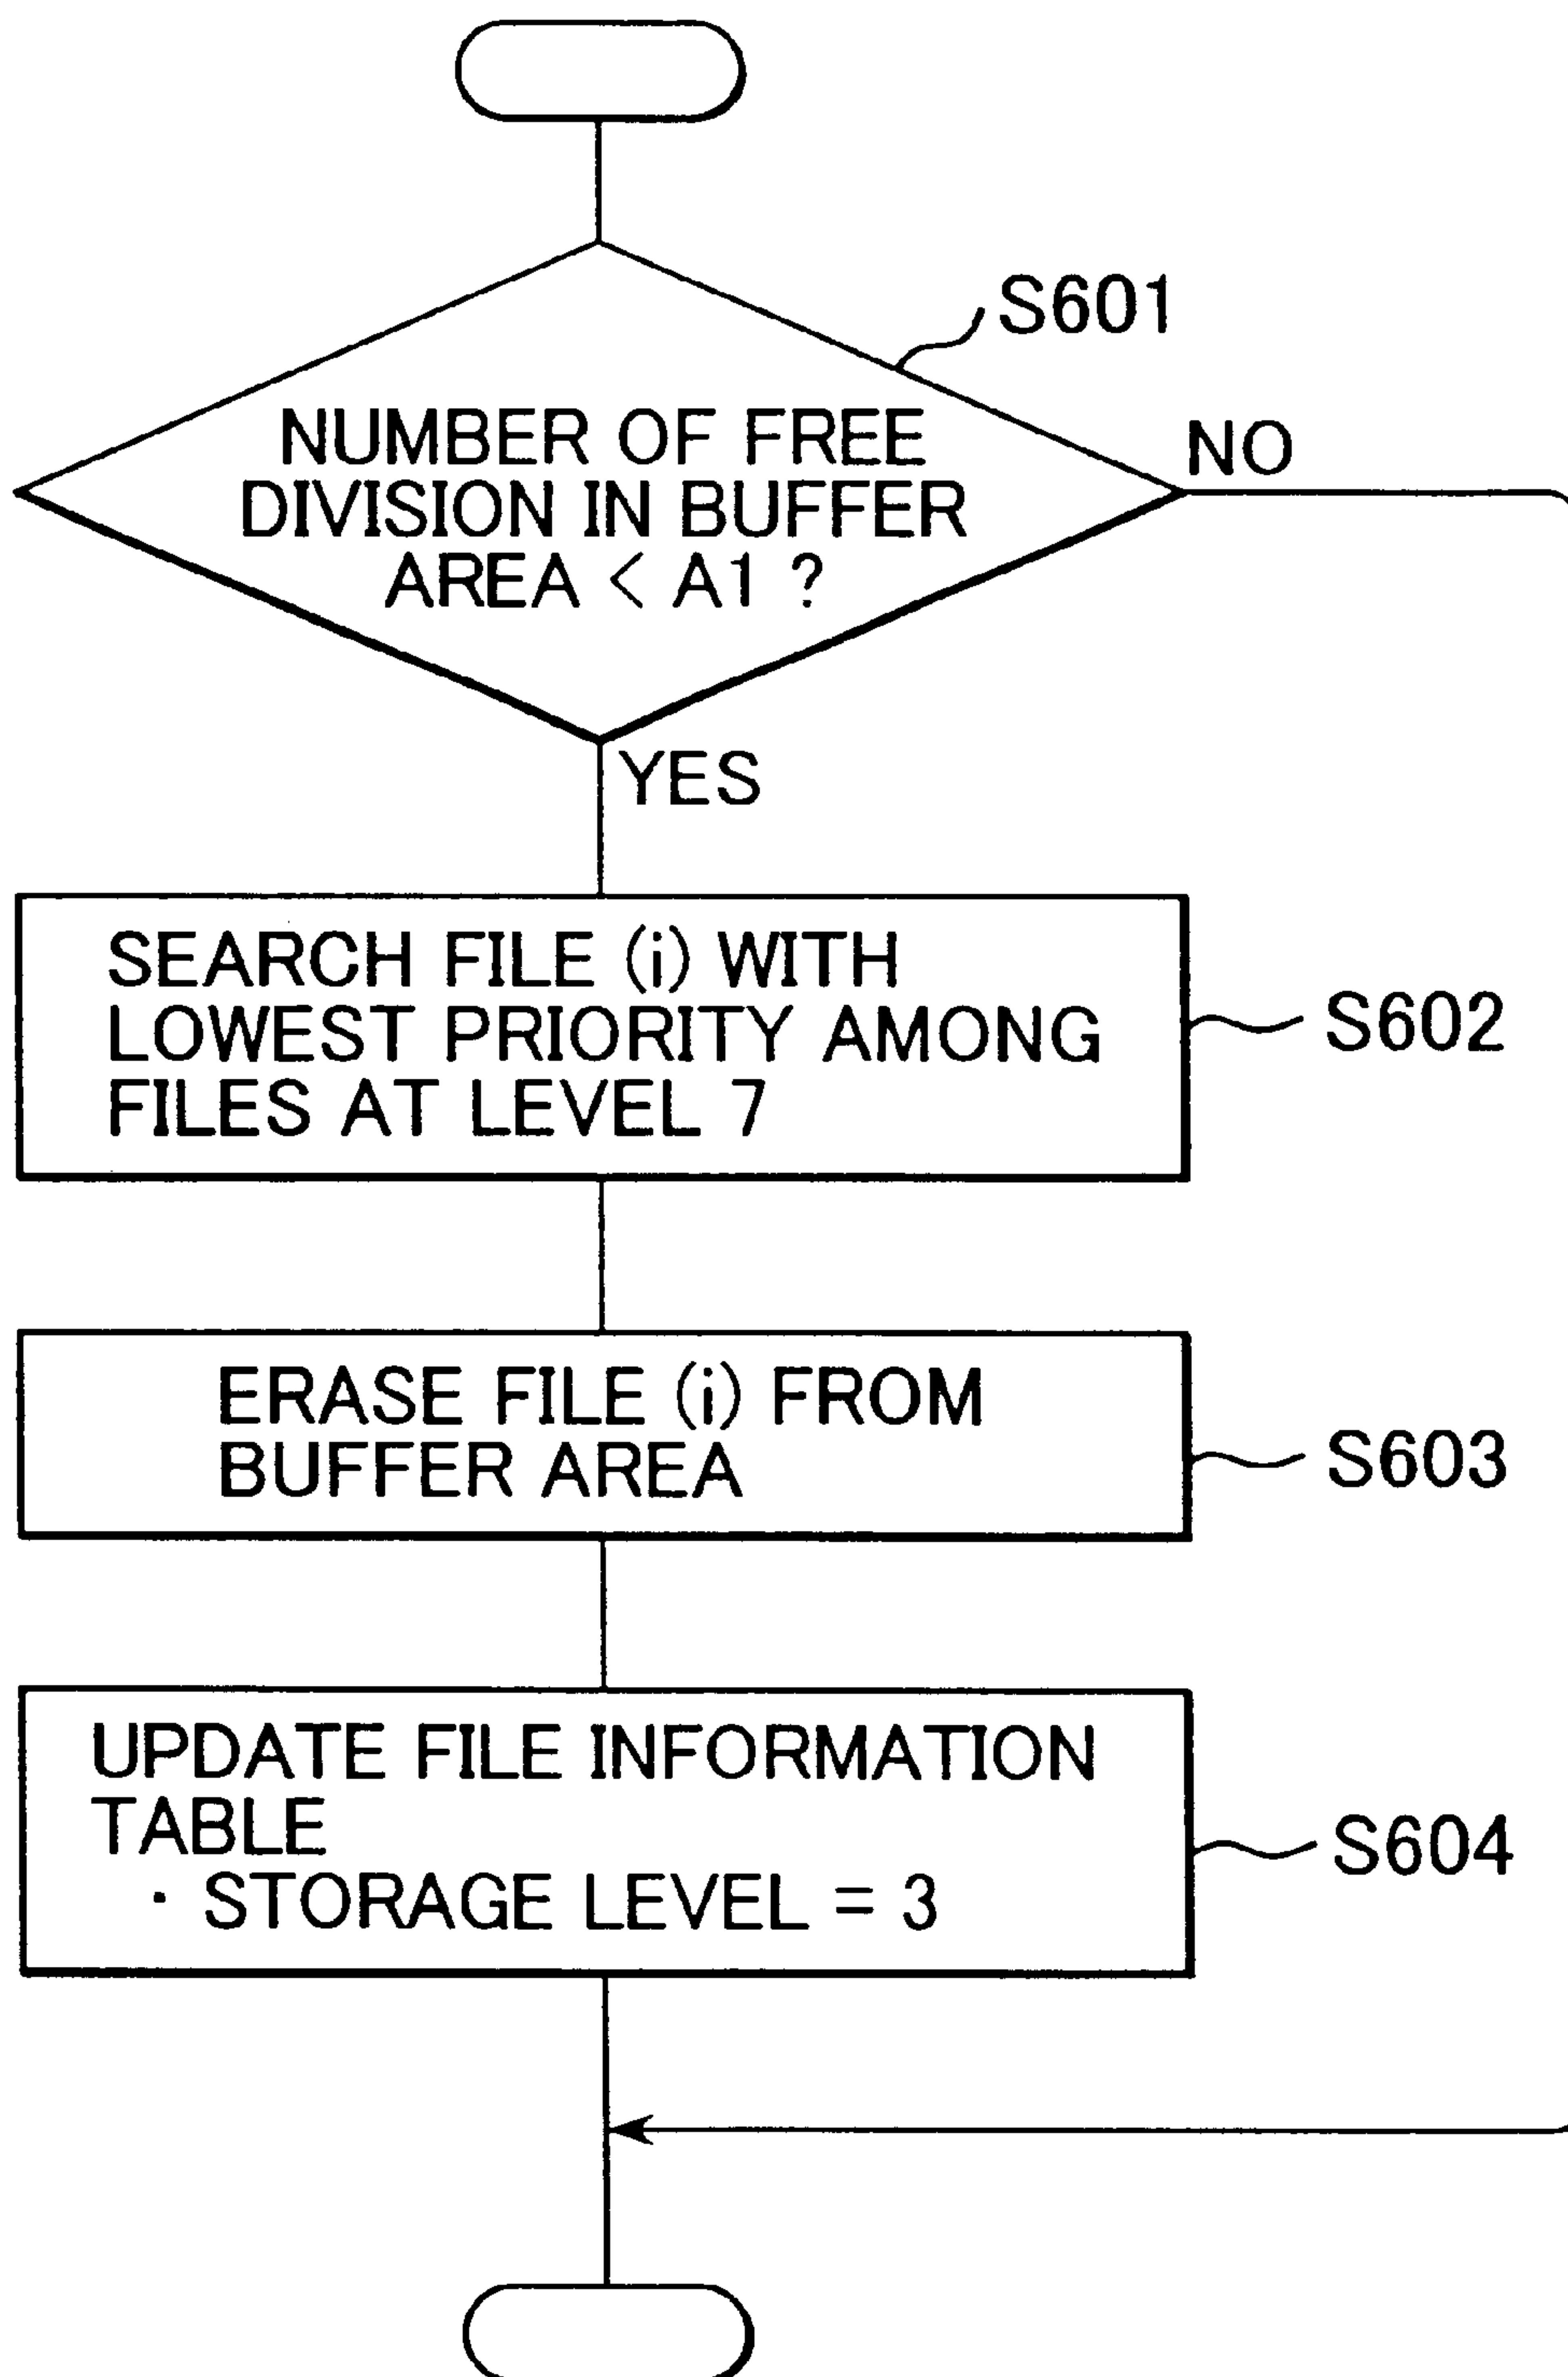 S601
NUMBER OF FREE
DIVISION IN BUFFER
AREA < A1 ?
NO
YES
SEARCH FILE (i) WITH
LOWEST PRIORITY AMONG
FILES AT LEVEL 7
S602
ERASE FILE (i) FROM
BUFFER AREA
S603
UPDATE FILE INFORMATION
TABLE
・ STORAGE LEVEL = 3
S604